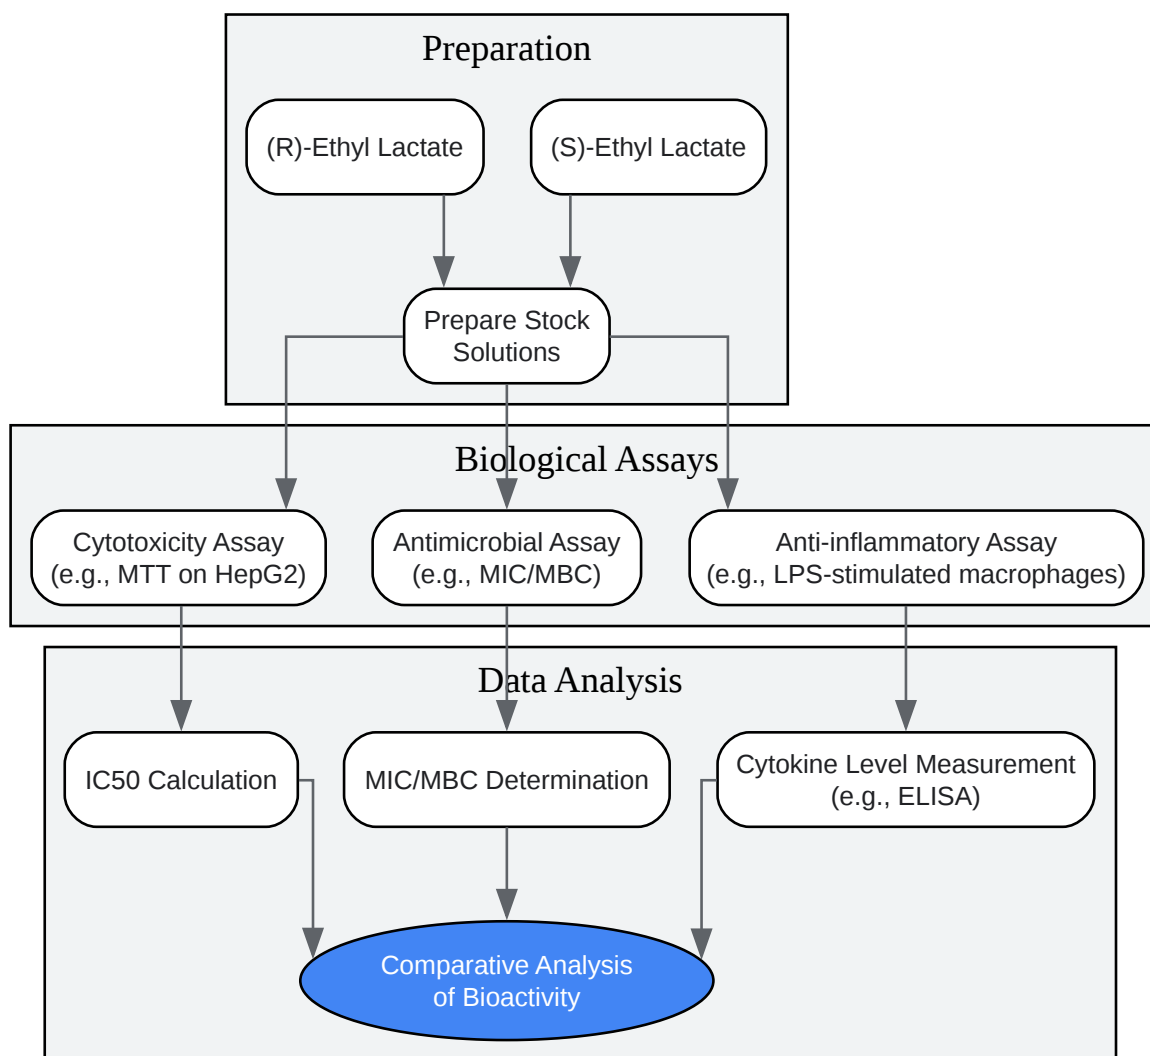 Preparation
(R)-Ethyl Lactate
(S)-Ethyl Lactate
Prepare Stock
Solutions
Biological Assays
Cytotoxicity Assay
(e.g., MTT on HepG2)
Antimicrobial Assay
(e.g., MIC/MBC)
Anti-inflammatory Assay
(e.g., LPS-stimulated macrophages)
Data Analysis
IC50 Calculation
MIC/MBC Determination
Cytokine Level Measurement
(e.g., ELISA)
Comparative Analysis
of Bioactivity